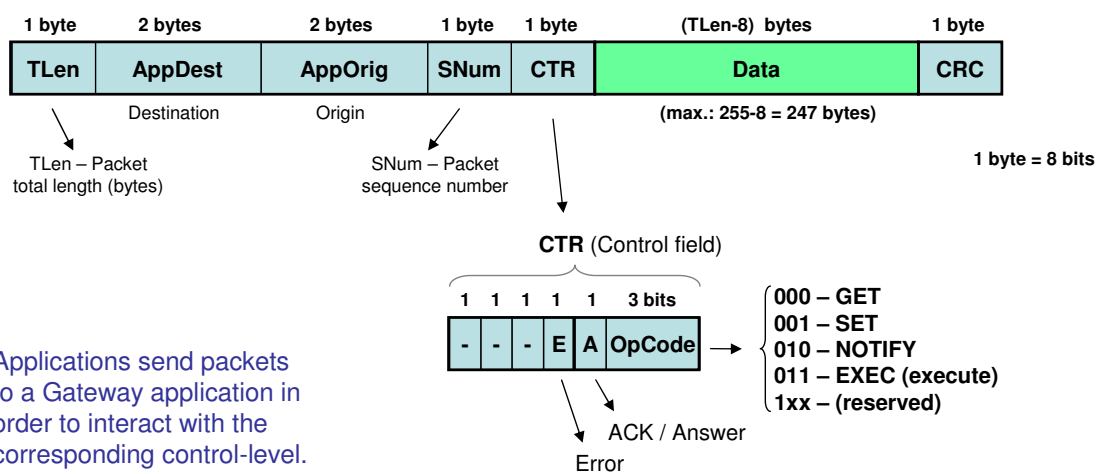 1 byte 2 bytes 2 bytes 1 byte 1 byte (TLen-8) bytes 1 byte
TLen AppDest AppOrig SNum CTR Data CRC
Destination Origin (max.: 255-8 = 247 bytes)
TLen – Packet
total length (bytes)
SNum – Packet
sequence number
1 byte = 8 bits
CTR (Control field)
1 1 1 1 1 3 bits
- - - E A OpCode
000 – GET
001 – SET
010 – NOTIFY
011 – EXEC (execute)
1xx – (reserved)
ACK / Answer
Error
Applications send packets
to a Gateway application in
order to interact with the
corresponding control-level.